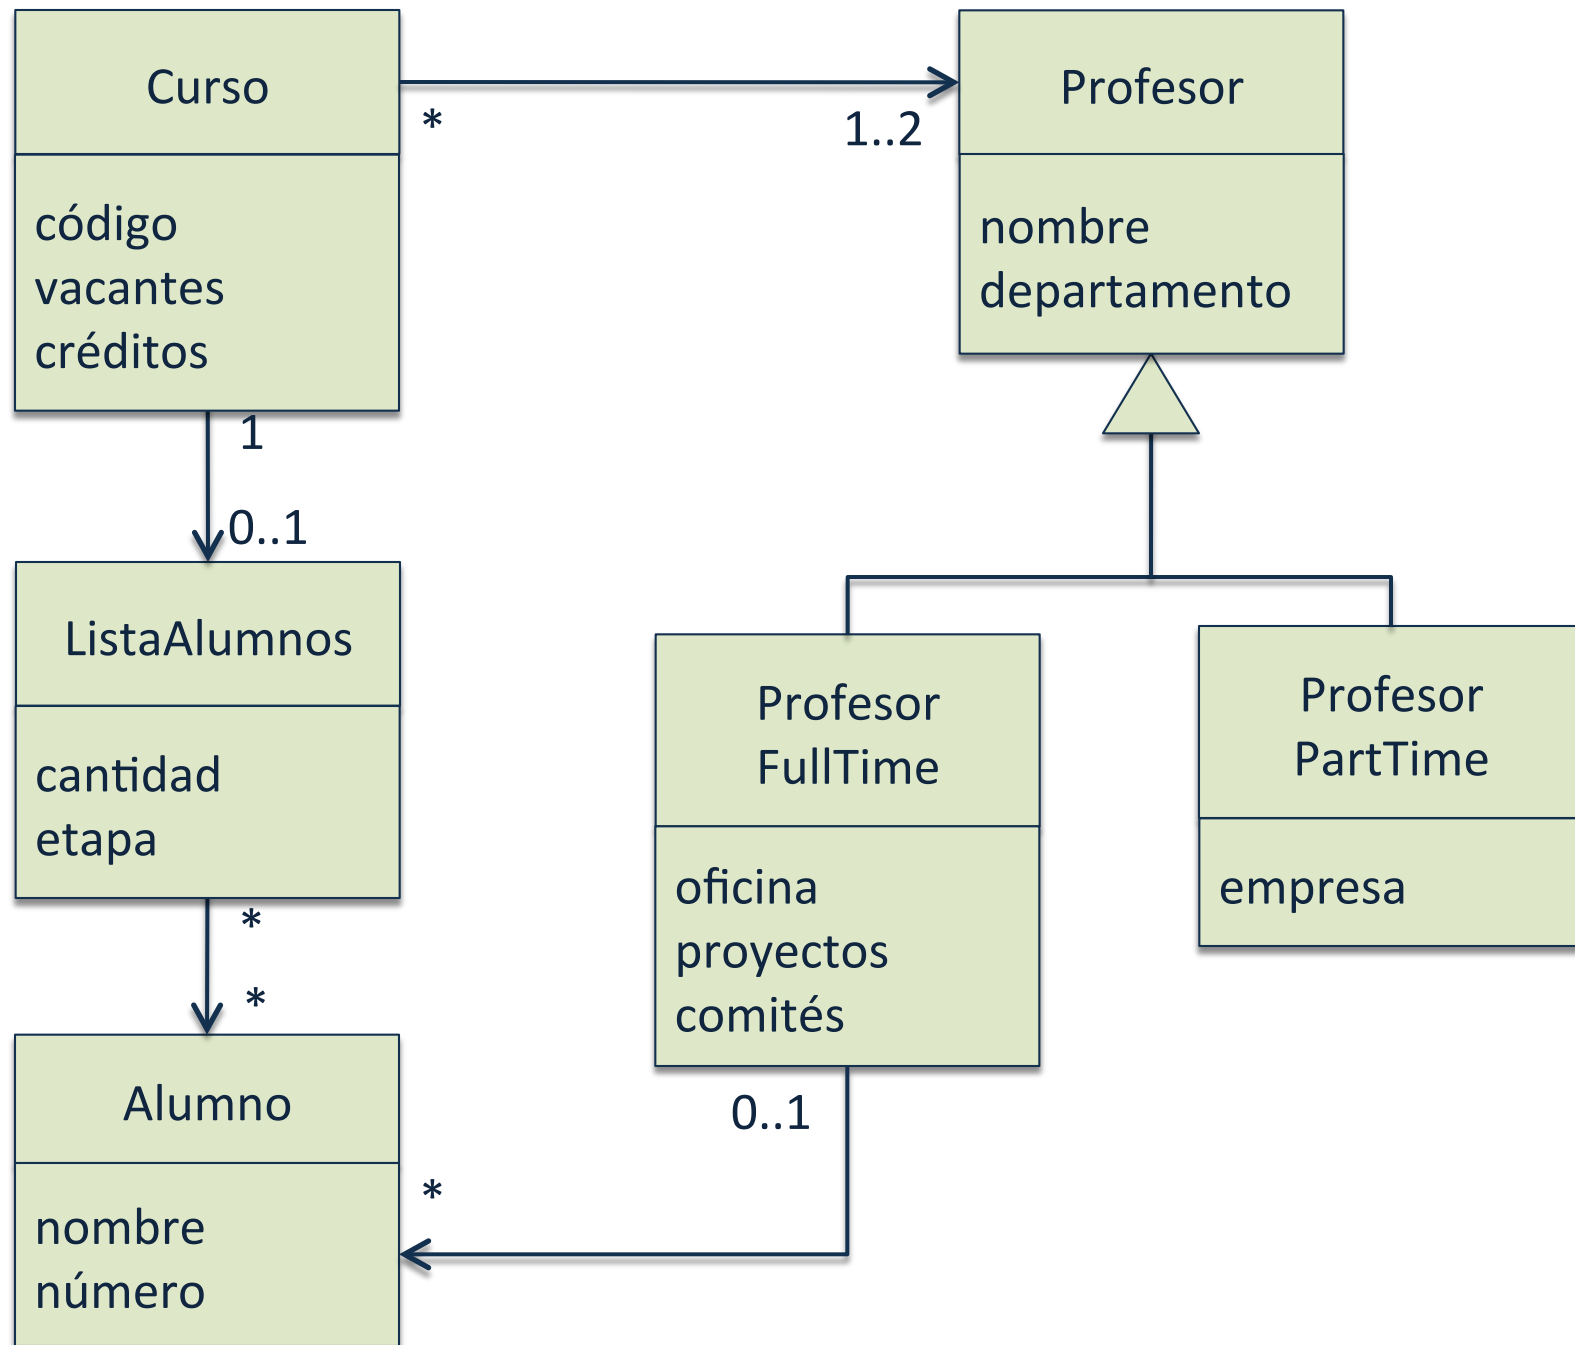 Curso
código
vacantes
créditos
*
1..2
Profesor
nombre
departamento
1
0..1
ListaAlumnos
cantidad
etapa
*
*
Alumno
nombre
número
Profesor
FullTime
oficina
proyectos
comités
0..1
*
Profesor
PartTime
empresa